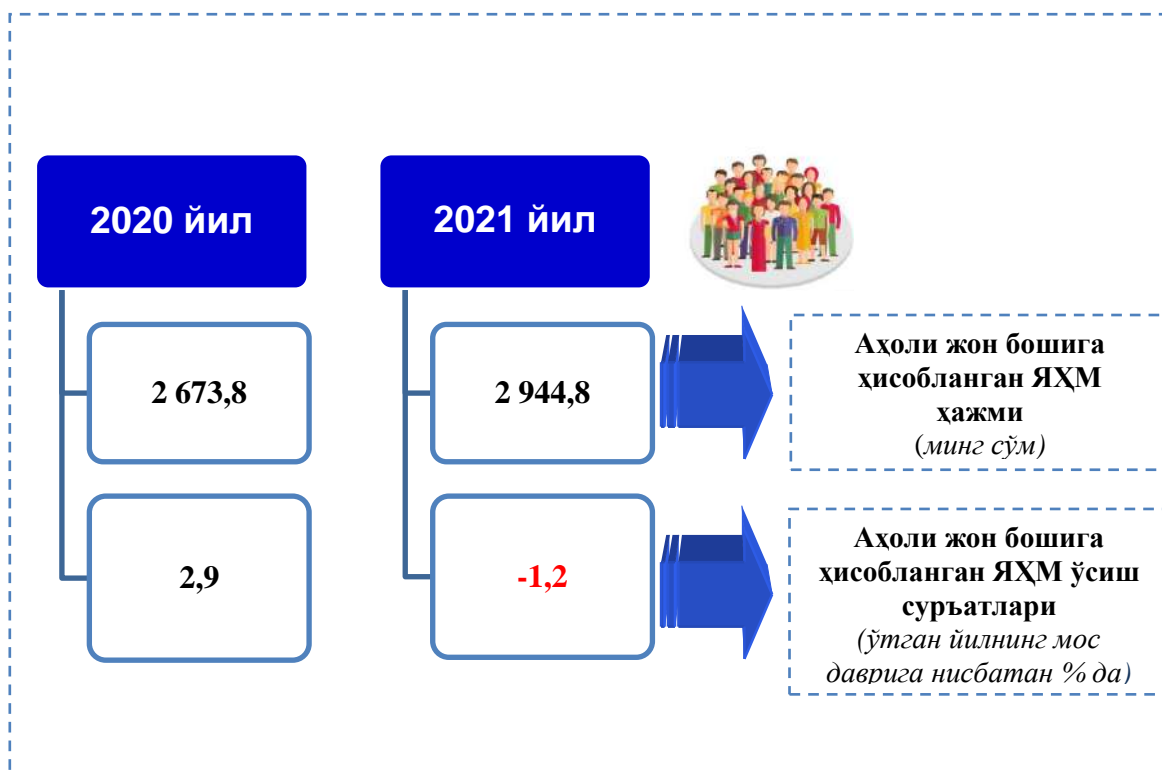 2020 йил
2021 йил
2 673,8
2 944,8
Аҳоли жон бошига
ҳисобланган ЯҲМ
ҳажми
(минг сўм)
2,9
-1,2
Аҳоли жон бошига
ҳисобланган ЯҲМ ўсиш
суръатлари
(ўтган йилнинг мос
даврига нисбатан % да)